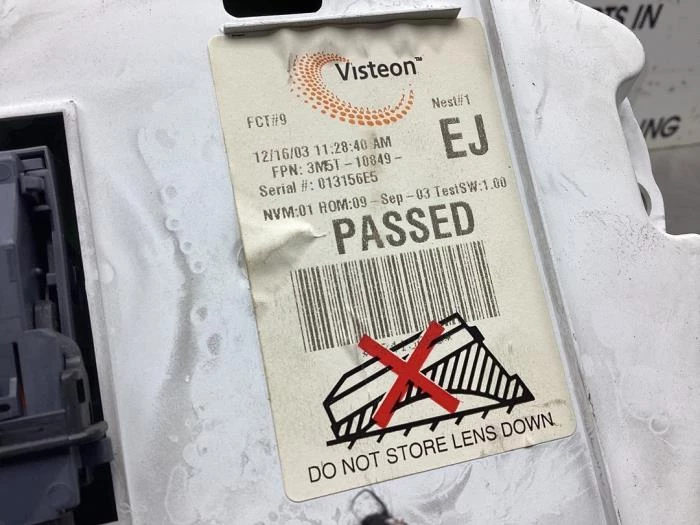 Visteon™
FCT#9
Nest#1
12/16/03 11:28:40 AM
EJ
FPN: 3M5T-10849-
Serial #: 013156E5
NVM:01 ROM:09-Sep-03 TestSW:1.00
PASSED
DO NOT STORE LENS DOWN
IN